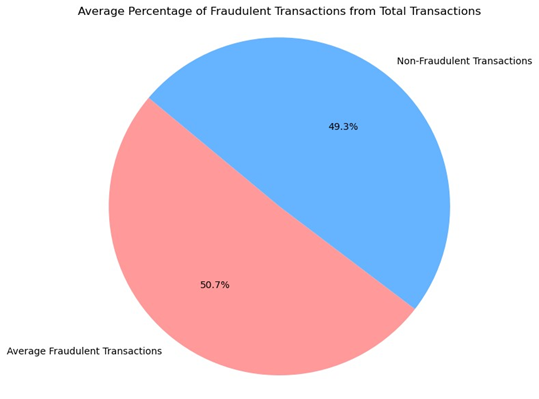 Average Percentage of Fraudulent Transactions from Total Transactions
Non-Fraudulent Transactions
49.3%
50.7%
Average Fraudulent Transactions